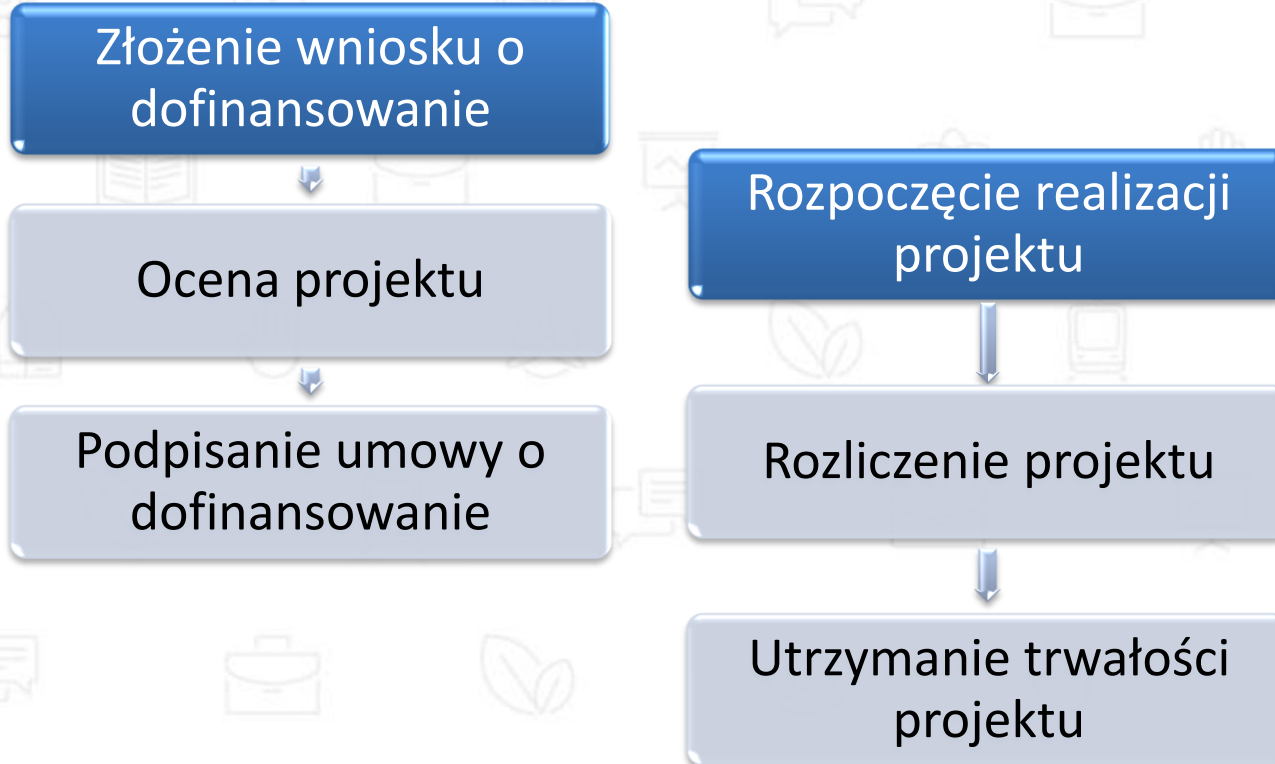 Złożenie wniosku o
dofinansowanie
Ocena projektu
Podpisanie umowy o
dofinansowanie
Rozpoczęcie realizacji
projektu
Rozliczenie projektu
Utrzymanie trwałości
projektu